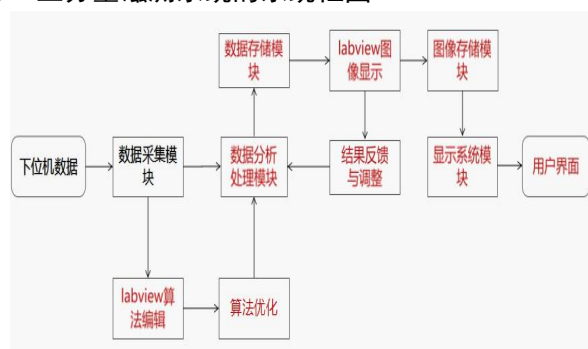 数据存储模
块
labview图
像显示
图像存储模
块
下位机数据
数据采集模
块
数据分析
处理模块
结果反馈
与调整
显示系统模
块
用户界面
labview算
法编辑
算法优化